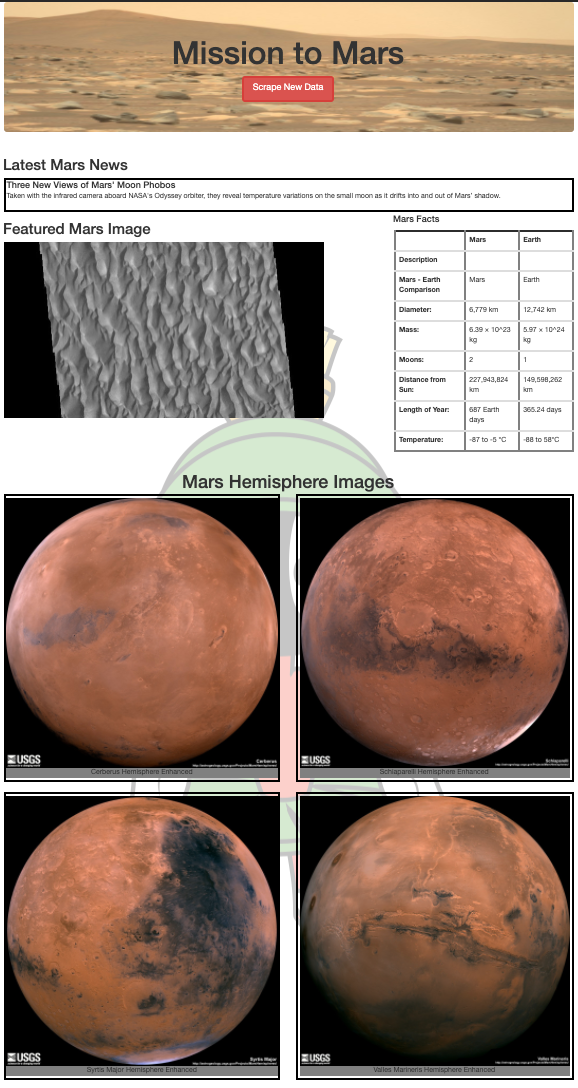 Mission to Mars
Scrape New Data
Latest Mars News
Three New Views of Mars' Moon Phobos
Taken with the infrared camera aboard NASA's Odyssey orbiter, they reveal temperature variations on the small moon as it drifts into and out of Mars' shadow.
Featured Mars Image
Mars Facts
Mars Earth
Description
Mars - Earth Comparison Mars Earth
Diameter: 6,779 km 12,742 km
Mass: 6.39 × 10^23 kg 5.97 × 10^24 kg
Moons: 2 1
Distance from Sun: 227,943,824 km 149,598,262 km
Length of Year: 687 Earth days 365.24 days
Temperature: -87 to -5 °C -88 to 58°C
Mars Hemisphere Images
USGS
Cerberus
Cerberus Hemisphere Enhanced
USGS
Schiaparelli
Schiaparelli Hemisphere Enhanced
USGS
Syrtis Major
Syrtis Major Hemisphere Enhanced
USGS
Valles Marineris
Valles Marineris Hemisphere Enhanced